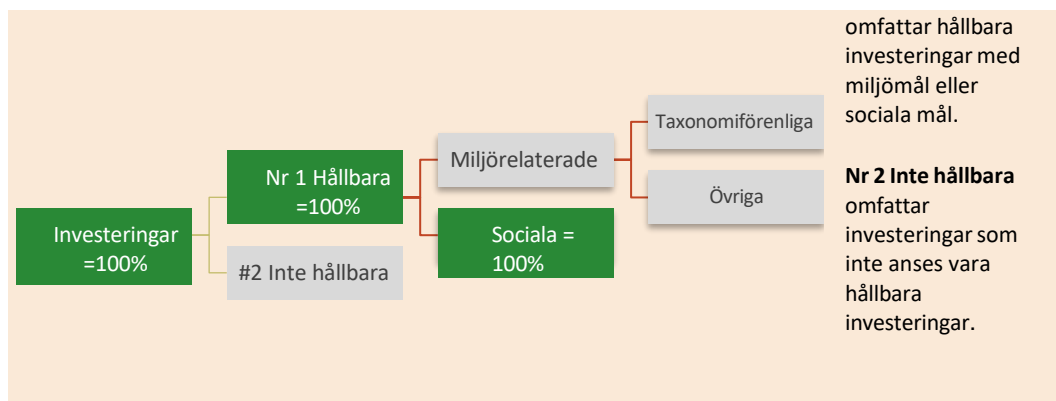 Investeringar
=100%
Nr 1 Hållbara
=100%
#2 Inte hållbara
Miljörelaterade
Sociala =
100%
Taxonomiförenliga
Övriga
omfattar hållbara
investeringar med
miljömål eller
sociala mål.
Nr 2 Inte hållbara
omfattar
investeringar som
inte anses vara
hållbara
investeringar.